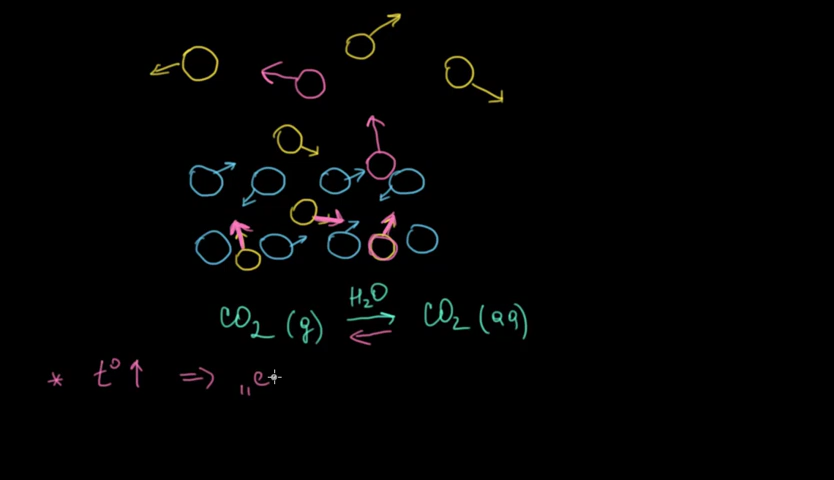 H₂O
CO₂ (g) ⇌ CO₂ (aq)
* t° ↑ => „e